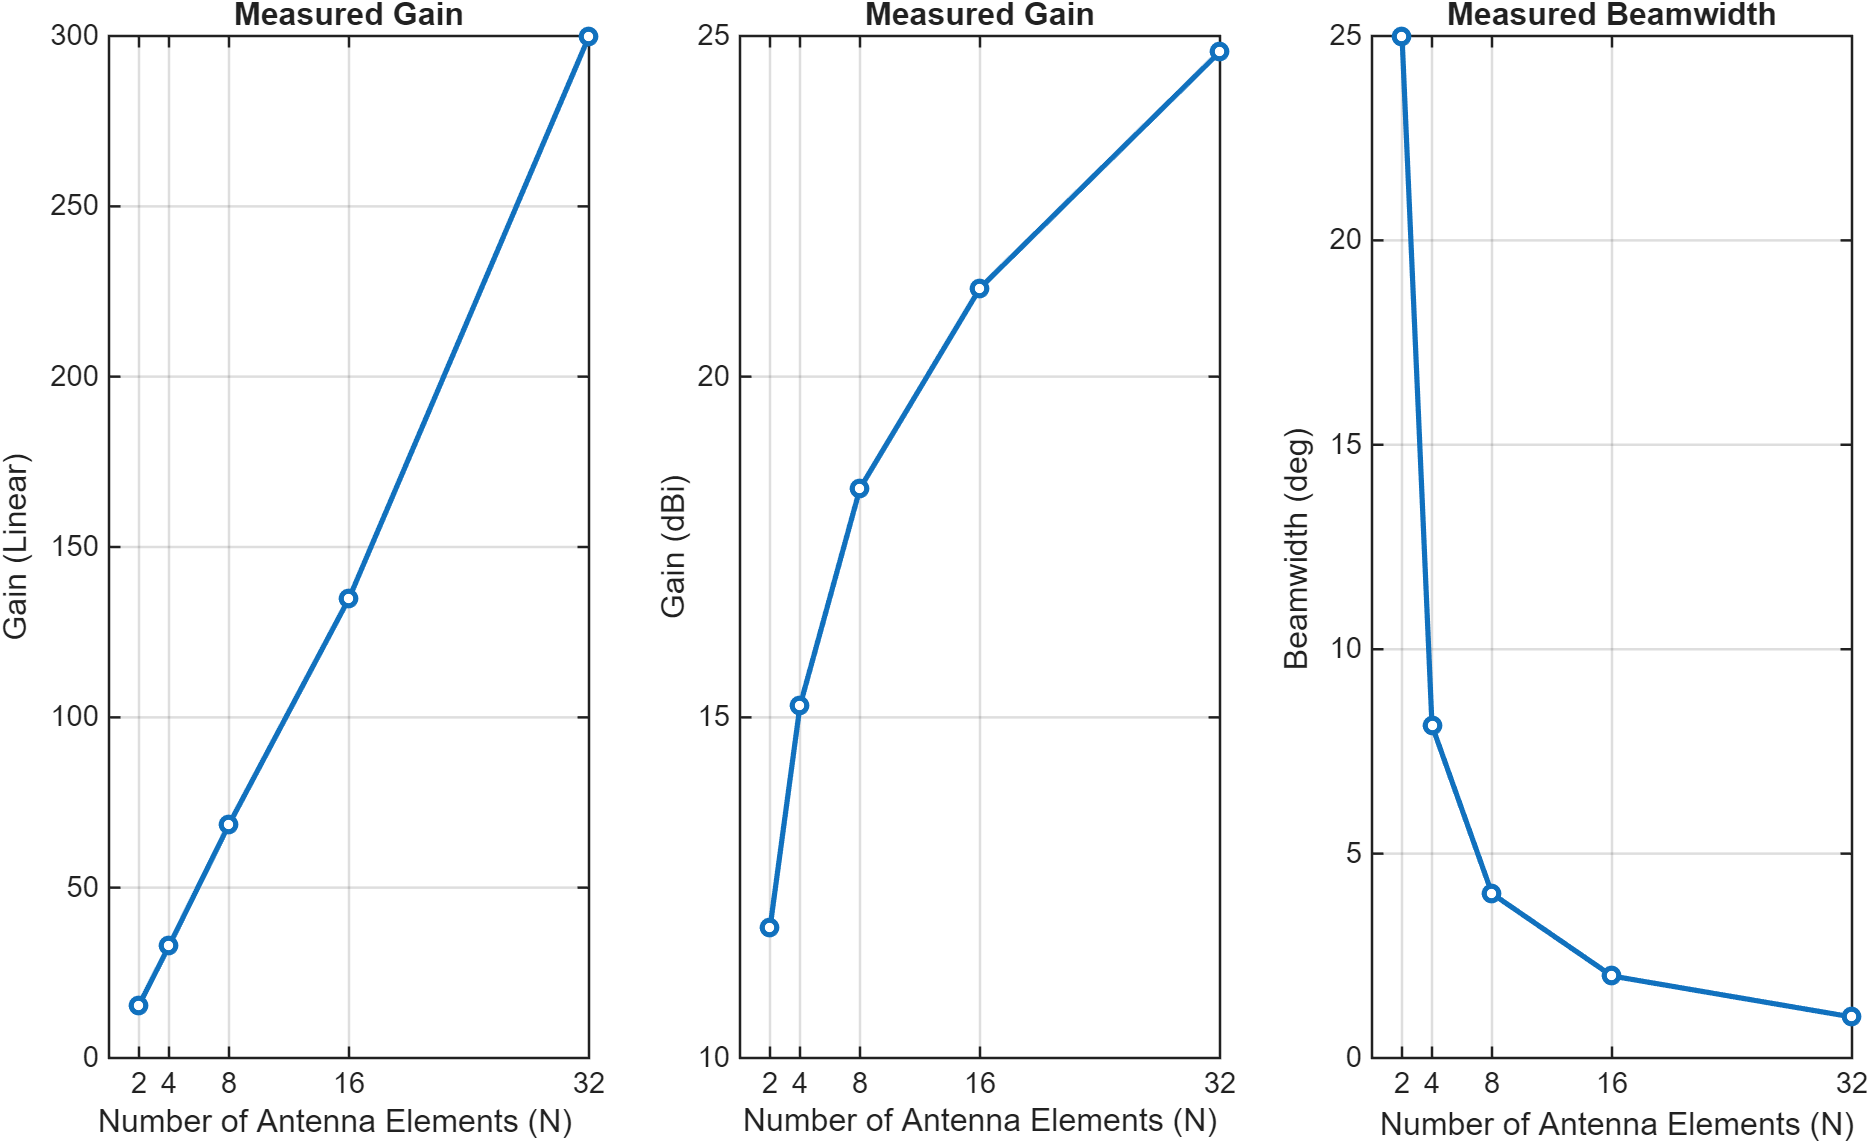 Measured Gain
300
250
200
150
100
50
0
Gain (Linear)
2 4 8 16 32
Number of Antenna Elements (N)
Measured Gain
25
20
15
10
Gain (dBi)
2 4 8 16 32
Number of Antenna Elements (N)
Measured Beamwidth
25
20
15
10
5
0
Beamwidth (deg)
2 4 8 16 32
Number of Antenna Elements (N)